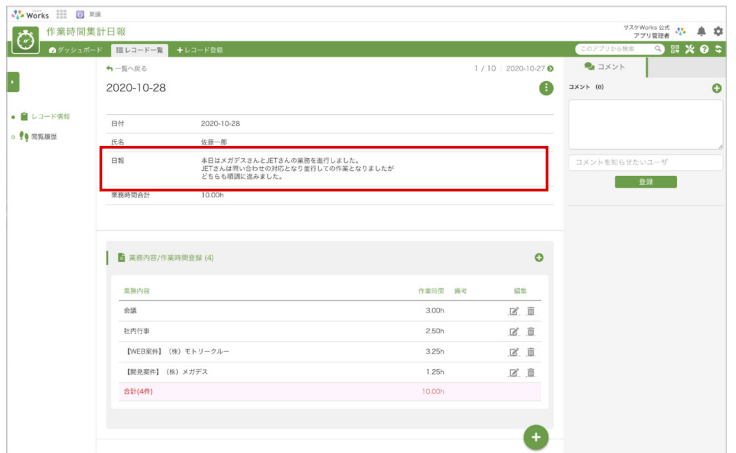 Works
東議
作業時間集計日報
サスケWorks 公式
アプリ管理者
ダッシュボード
レコード一覧
+レコード登録
このアプリから検索
一覧へ戻る
1 / 10
2020-10-27
コメント
2020-10-28
コメント (0)
レコード情報
閲覧履歴
日付 2020-10-28
氏名 佐藤一郎
日報 本日はメガデスさんとJETさんの業務を進行しました。
JETさんは問い合わせの対応となり並行しての作業となりましたが
どちらも順調に進みました。
業務時間合計 10.00h
コメントを知らせたいユーザ
登録
業務内容/作業時間登録 (4)
業務内容 作業時間 備考 編集
会議 3.00h
社内行事 2.50h
【WEB案件】（株）モトリークルー 3.25h
【開発案件】（株）メガデス 1.25h
合計(4件) 10.00h